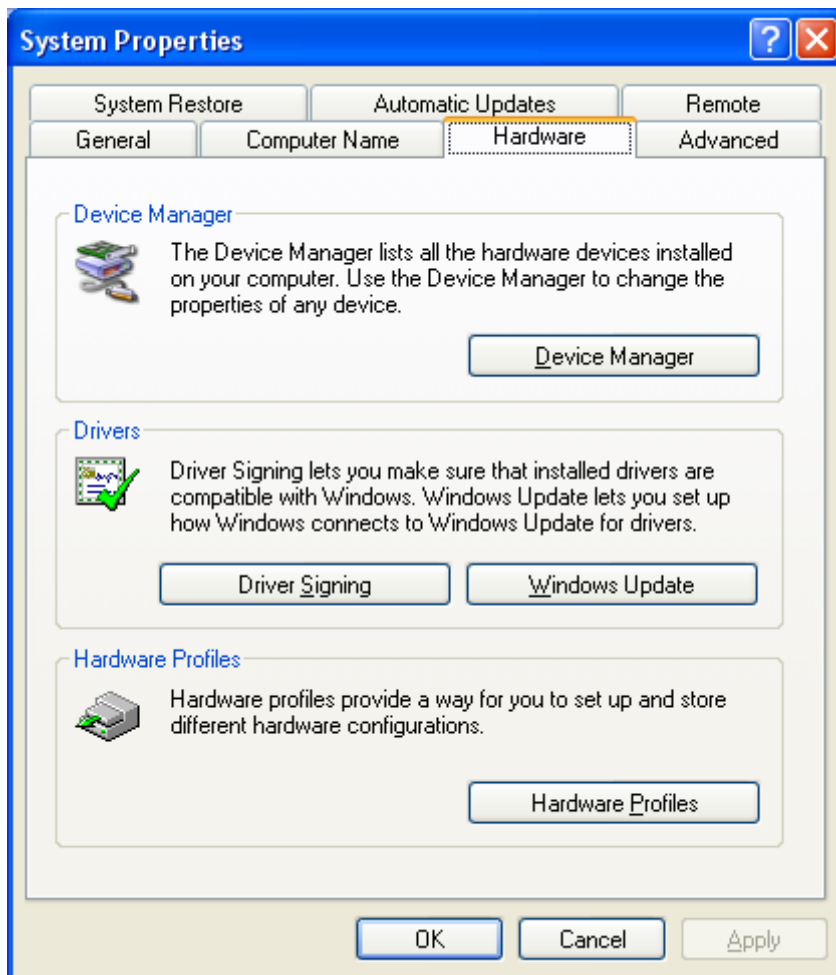 System Properties
System Restore Automatic Updates Remote
General Computer Name Hardware Advanced
Device Manager
The Device Manager lists all the hardware devices installed
on your computer. Use the Device Manager to change the
properties of any device.
Device Manager
Drivers
Driver Signing lets you make sure that installed drivers are
compatible with Windows. Windows Update lets you set up
how Windows connects to Windows Update for drivers.
Driver Signing Windows Update
Hardware Profiles
Hardware profiles provide a way for you to set up and store
different hardware configurations.
Hardware Profiles
OK Cancel Apply